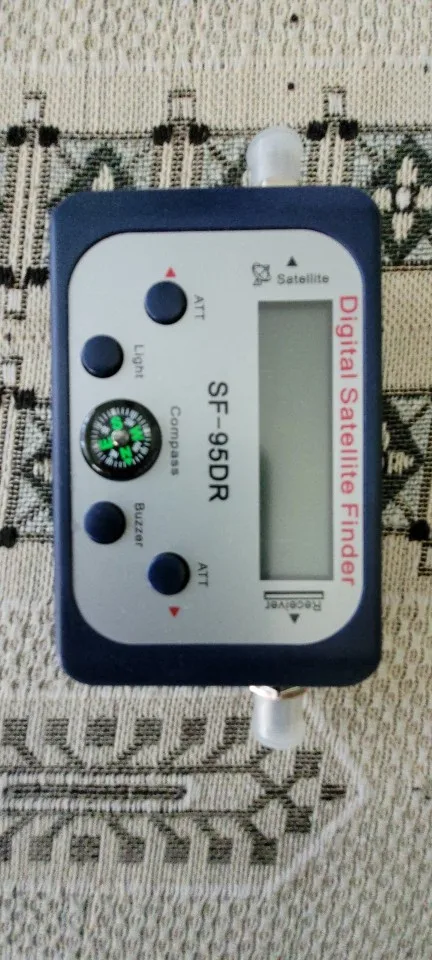 Digital Satellite Finder
Satellite
Receiver
SF-95DR
ATT
Light
Compass
Buzzer
ATT